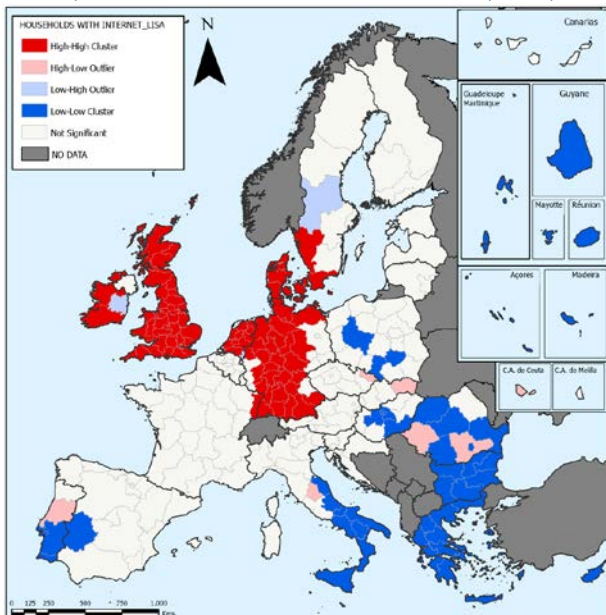 HOUSEHOLDS WITH INTERNET_LISA
High-High Cluster
High-Low Outlier
Low-High Outlier
Low-Low Cluster
Not Significant
NO DATA
N
Canarias
Guadeloupe
Martinique
Guyane
Mayotte
Réunion
Açores
Madeira
C.A. de Ceuta
C.A. de Melilla
0 125 250 500 750 1.000
Kms